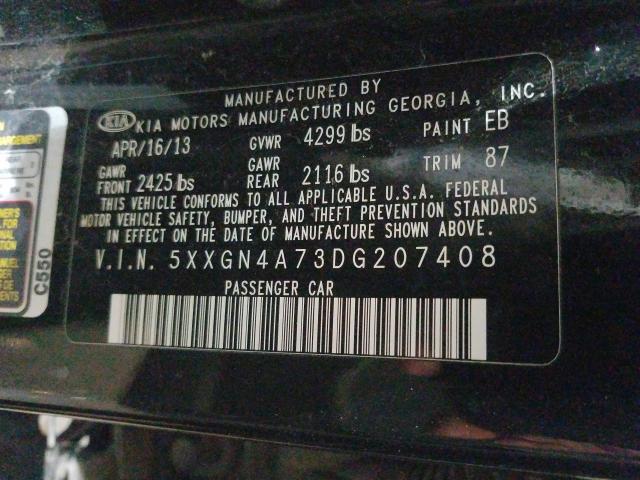 MANUFACTURED BY
KIA KIA MOTORS MANUFACTURING GEORGIA, INC.
APR/16/13 GVWR 4299 lbs PAINT EB
GAWR FRONT 2425 lbs GAWR REAR 2116 lbs TRIM 87
THIS VEHICLE CONFORMS TO ALL APPLICABLE U.S.A. FEDERAL
MOTOR VEHICLE SAFETY, BUMPER, AND THEFT PREVENTION STANDARDS
IN EFFECT ON THE DATE OF MANUFACTURE SHOWN ABOVE.
V.I.N. 5XXGN4A73DG207408
PASSENGER CAR
C550